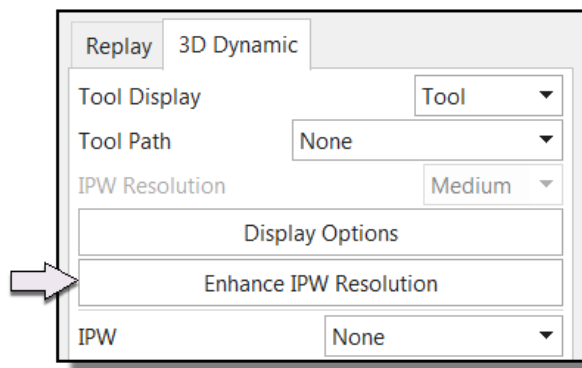 Replay 3D Dynamic
Tool Display Tool
Tool Path None
IPW Resolution Medium
Display Options
Enhance IPW Resolution
IPW None